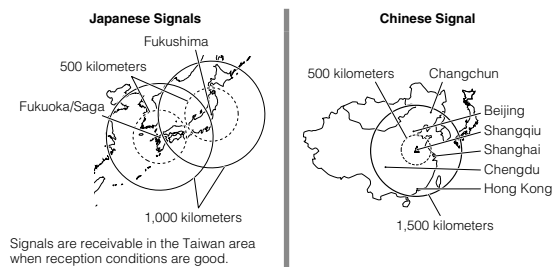 Japanese Signals
Fukushima
500 kilometers
Fukuoka/Saga
1,000 kilometers
Signals are receivable in the Taiwan area
when reception conditions are good.
Chinese Signal
500 kilometers
Changchun
Beijing
Shangqiu
Shanghai
Chengdu
Hong Kong
1,500 kilometers